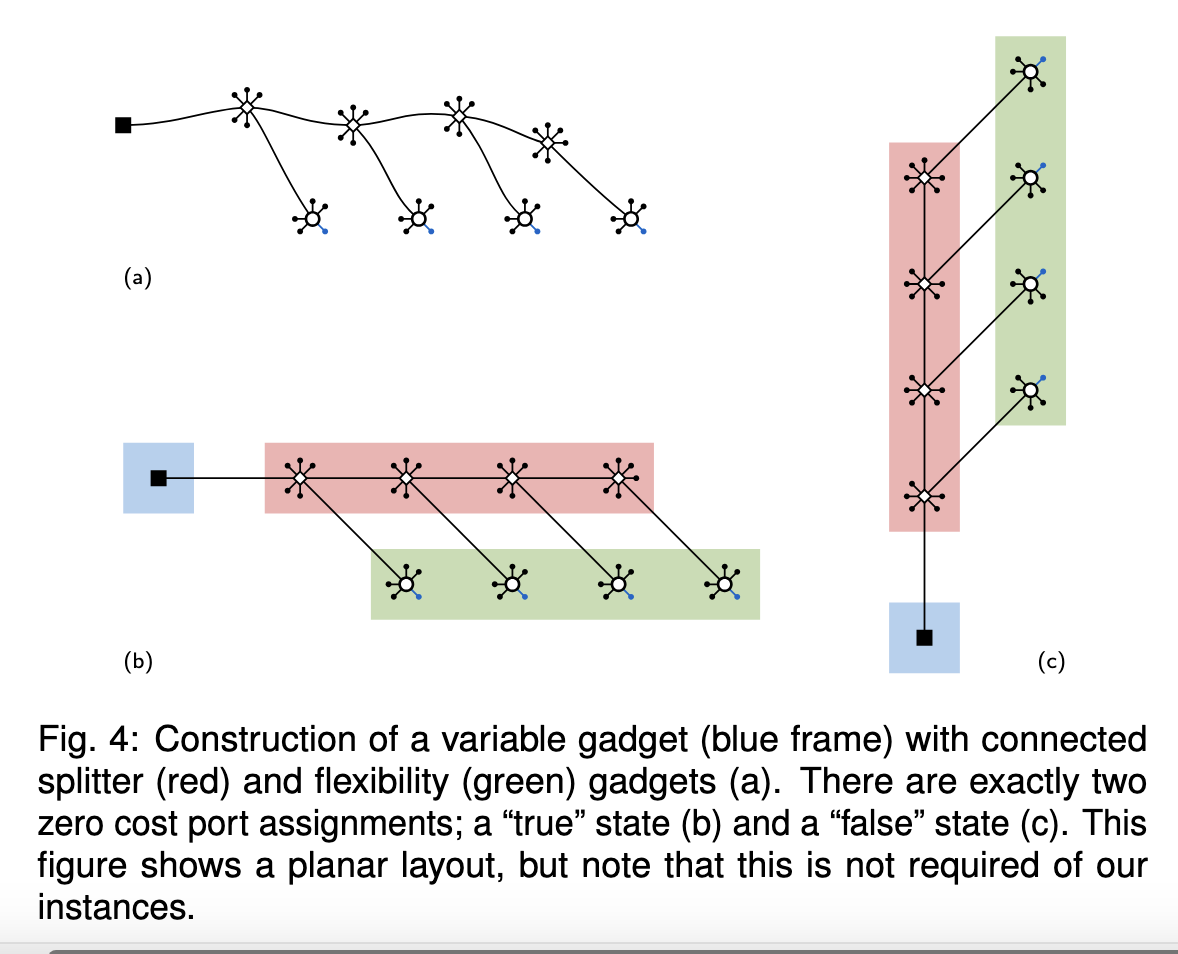 (a)
(b)
(c)
Fig. 4: Construction of a variable gadget (blue frame) with connected
splitter (red) and flexibility (green) gadgets (a). There are exactly two
zero cost port assignments; a “true” state (b) and a “false” state (c). This
figure shows a planar layout, but note that this is not required of our
instances.